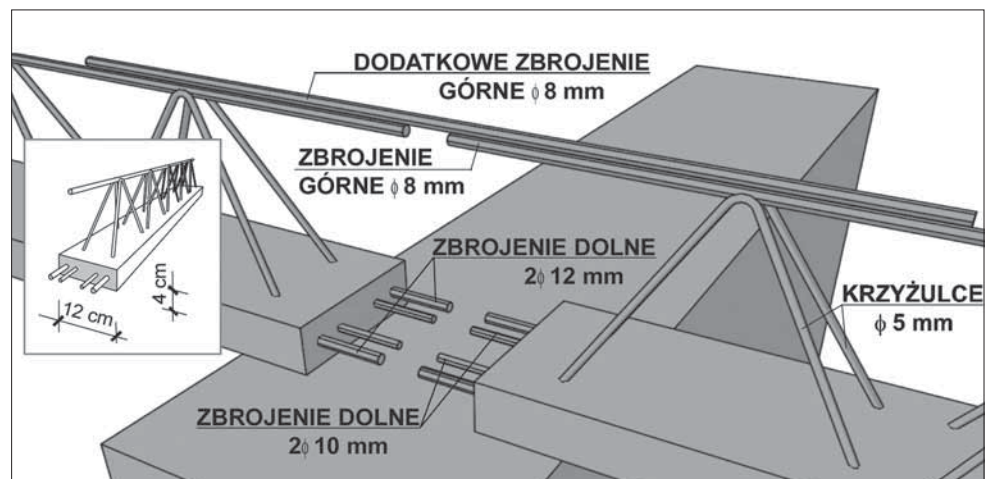 DODATKOWE ZBROJENIE
GÓRNE ϕ 8 mm
ZBROJENIE
GÓRNE ϕ 8 mm
ZBROJENIE DOLNE
2ϕ 12 mm
KRZYŻULCE
ϕ 5 mm
4 cm
12 cm
ZBROJENIE DOLNE
2ϕ 10 mm